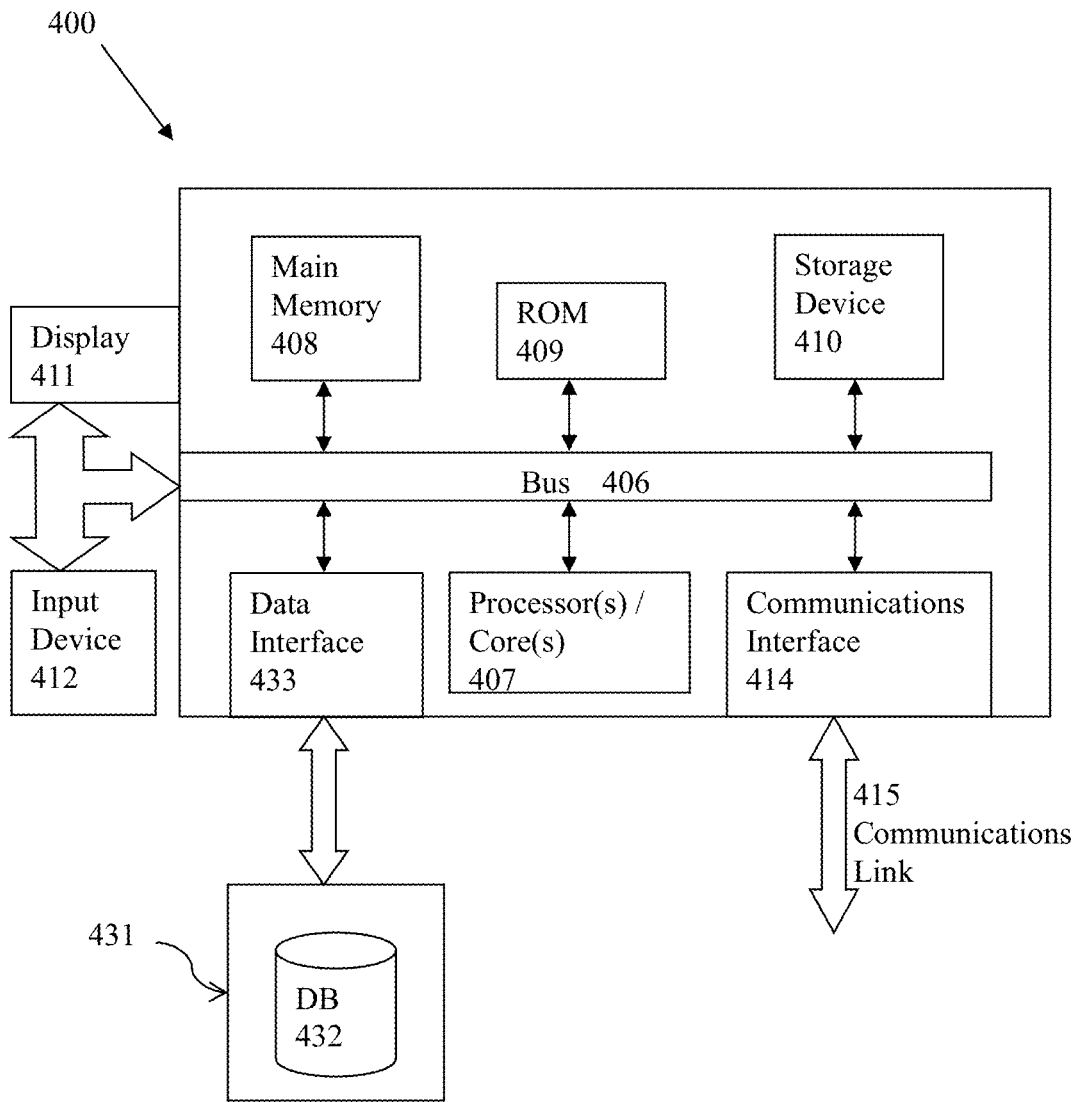 400
Main
Memory
408
ROM
409
Storage
Device
410
Display
411
Bus 406
Input
Device
412
Data
Interface
433
Processor(s) /
Core(s)
407
Communications
Interface
414
415
Communications
Link
431
DB
432